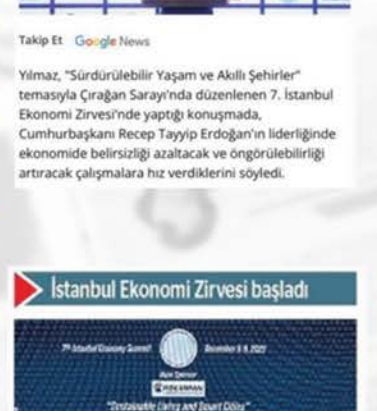 Takip Et Google News
Yılmaz, "Sürdürülebilir Yaşam ve Akıllı Şehirler"
temasıyla Çırağan Sarayı'nda düzenlenen 7. İstanbul
Ekonomi Zirvesi'nde yaptığı konuşmada,
Cumhurbaşkanı Recep Tayyip Erdoğan'ın liderliğinde
ekonomide belirsizliği azaltacak ve öngörülebilirliği
artıracak çalışmalara hız verdiklerini söyledi.
İstanbul Ekonomi Zirvesi başladı
7th Istanbul Economy Summit December 8
"Sustainable Living and Smart Cities"